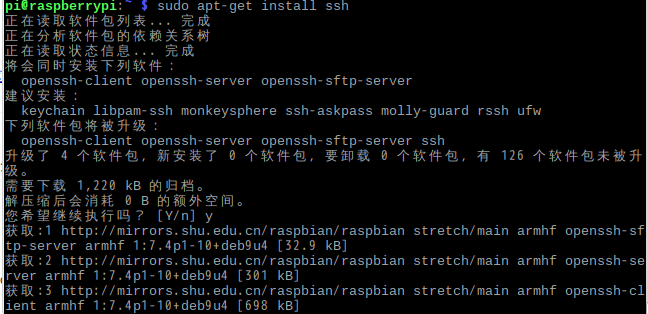 pi@raspberrypi:~ $ sudo apt-get install ssh
正在读取软件包列表... 完成
正在分析软件包的依赖关系树
正在读取状态信息... 完成
将会同时安装下列软件：
  openssh-client openssh-server openssh-sftp-server
建议安装：
  keychain libpam-ssh monkeysphere ssh-askpass molly-guard rssh ufw
下列软件包将被升级：
  openssh-client openssh-server openssh-sftp-server ssh
升级了 4 个软件包，新安装了 0 个软件包，要卸载 0 个软件包，有 126 个软件包未被升
级。
需要下载 1,220 kB 的归档。
解压缩后会消耗 0 B 的额外空间。
您希望继续执行吗？ [Y/n] y
获取:1 http://mirrors.shu.edu.cn/raspbian/raspbian stretch/main armhf openssh-sf
tp-server armhf 1:7.4p1-10+deb9u4 [32.9 kB]
获取:2 http://mirrors.shu.edu.cn/raspbian/raspbian stretch/main armhf openssh-se
rver armhf 1:7.4p1-10+deb9u4 [301 kB]
获取:3 http://mirrors.shu.edu.cn/raspbian/raspbian stretch/main armhf openssh-cl
ient armhf 1:7.4p1-10+deb9u4 [698 kB]